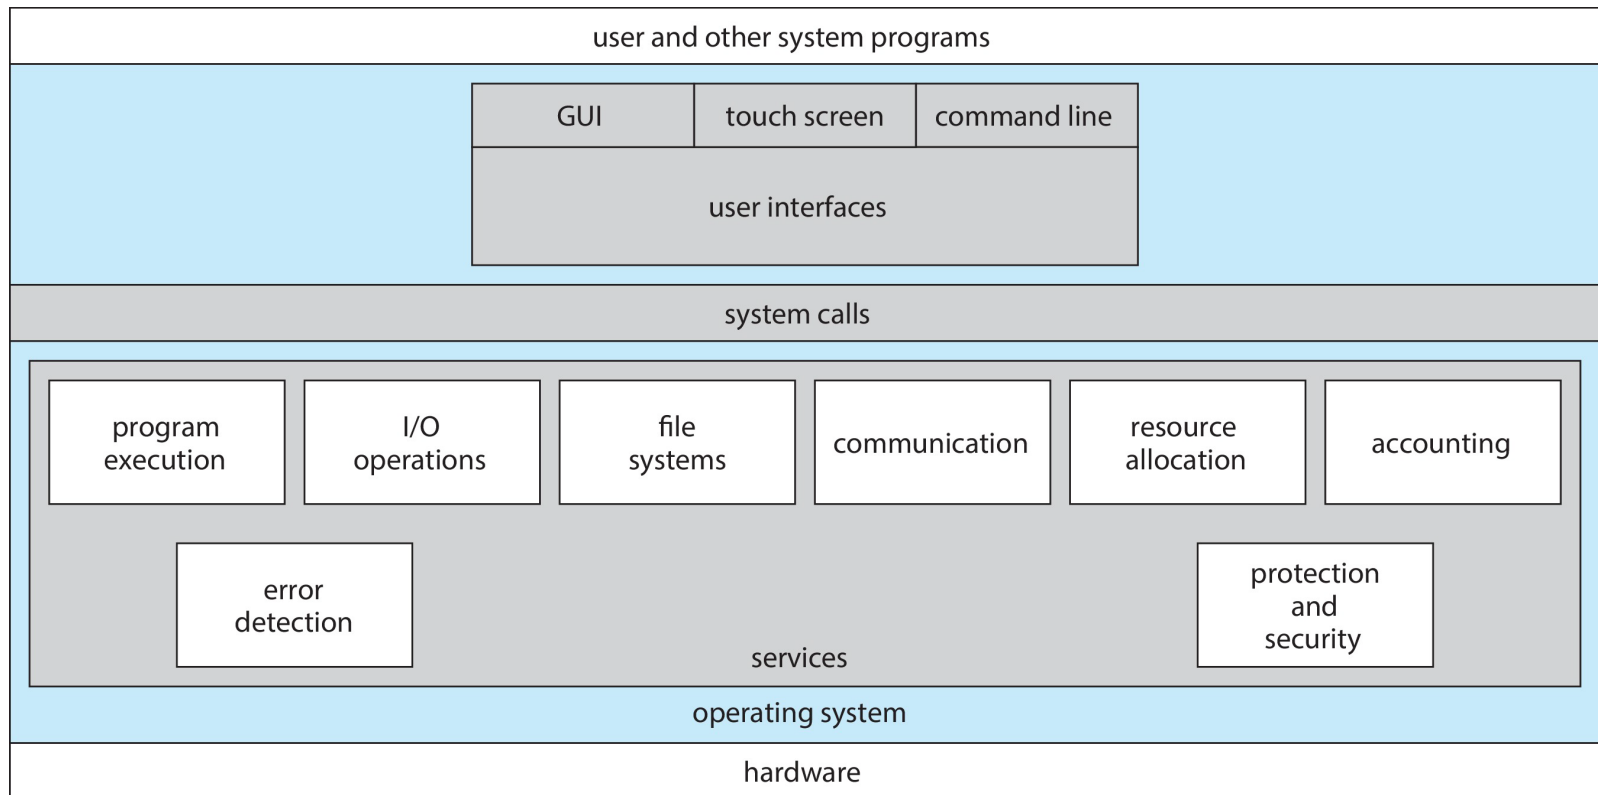 user and other system programs
GUI
touch screen
command line
user interfaces
system calls
program
execution
I/O
operations
file
systems
communication
resource
allocation
accounting
error
detection
protection
and
security
services
operating system
hardware